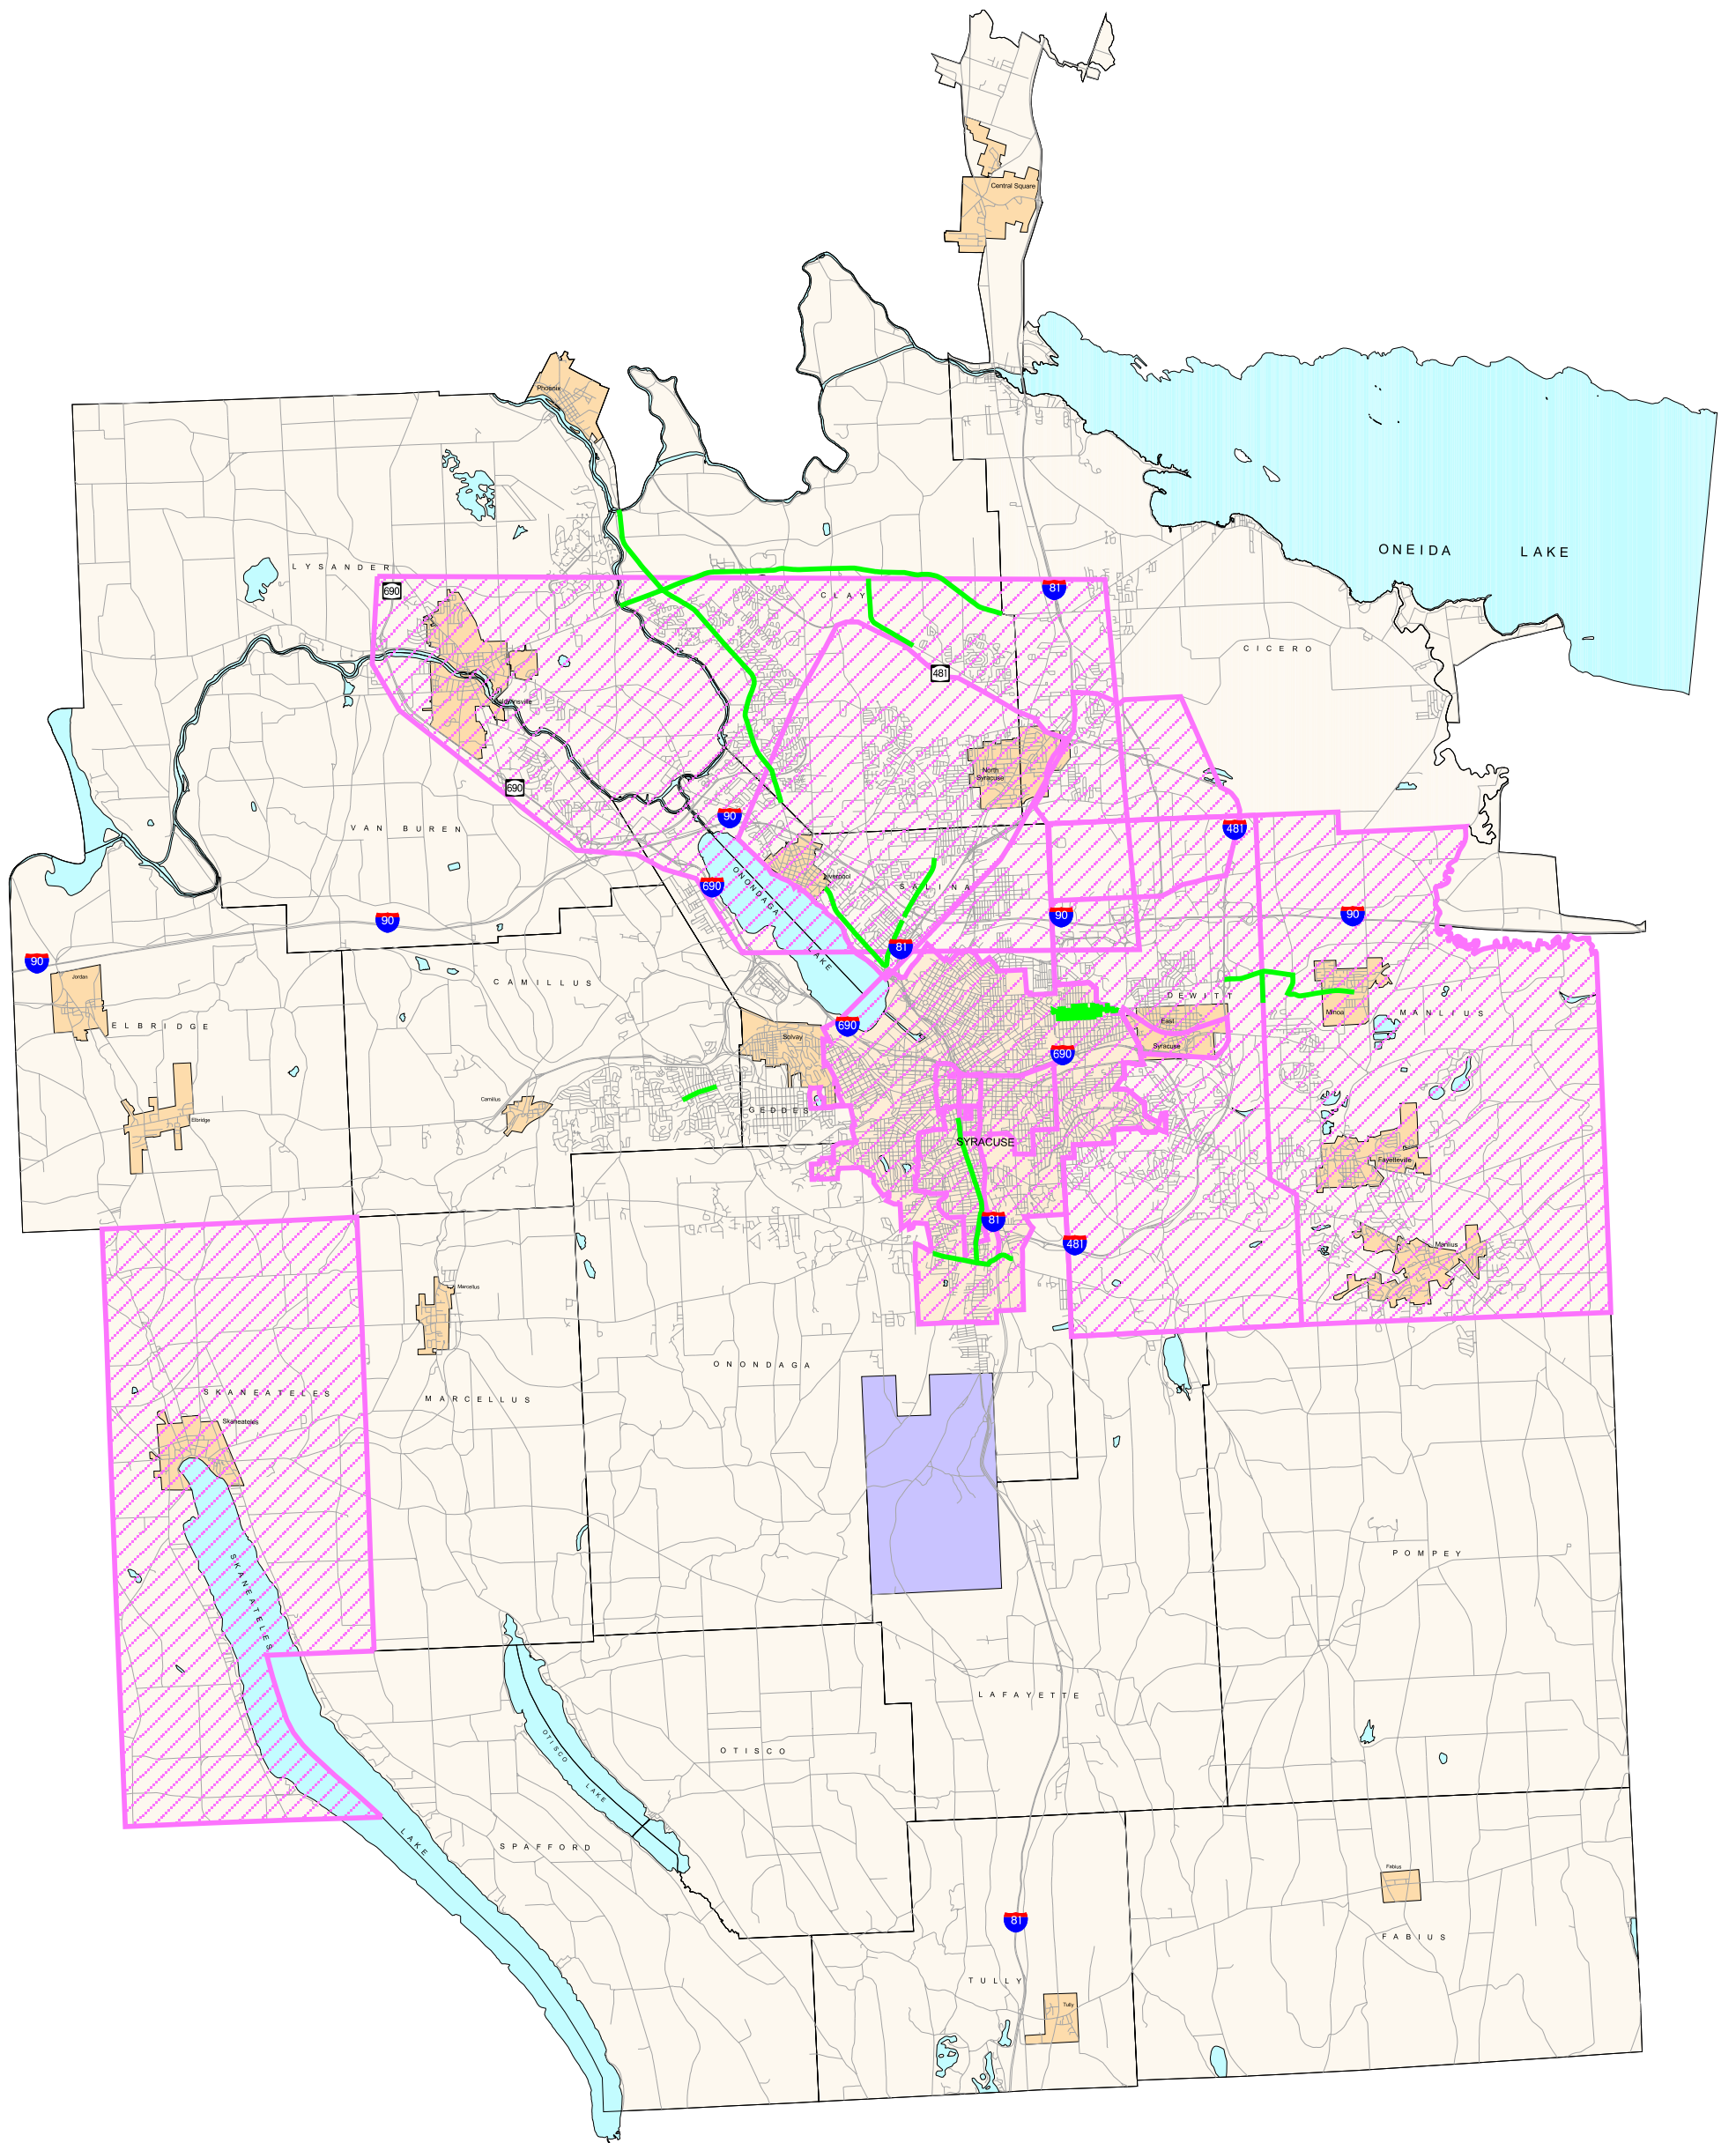 Central Square
Phoenix
ONEIDA LAKE
LYSANDER
690
81
CLAY
CICERO
481
Baldwinsville
North
Syracuse
690
90
VAN BUREN
481
Liverpool
ONONDAGA
LAKE
690
SALINA
90
90
90
81
90
Jordan
CAMILLUS
DEWITT
ELBRIDGE
690
Solvay
East
Syracuse
Minoa
MANLIUS
690
Camillus
GEDDES
Elbridge
SYRACUSE
Fayetteville
81
481
Manlius
Marcellus
ONONDAGA
SKANEATELES
MARCELLUS
Skaneateles
SKANEATELES
LAKE
POMPEY
LAFAYETTE
OTISCO
LAKE
OTISCO
SPAFFORD
Fabius
81
FABIUS
TULLY
Tully